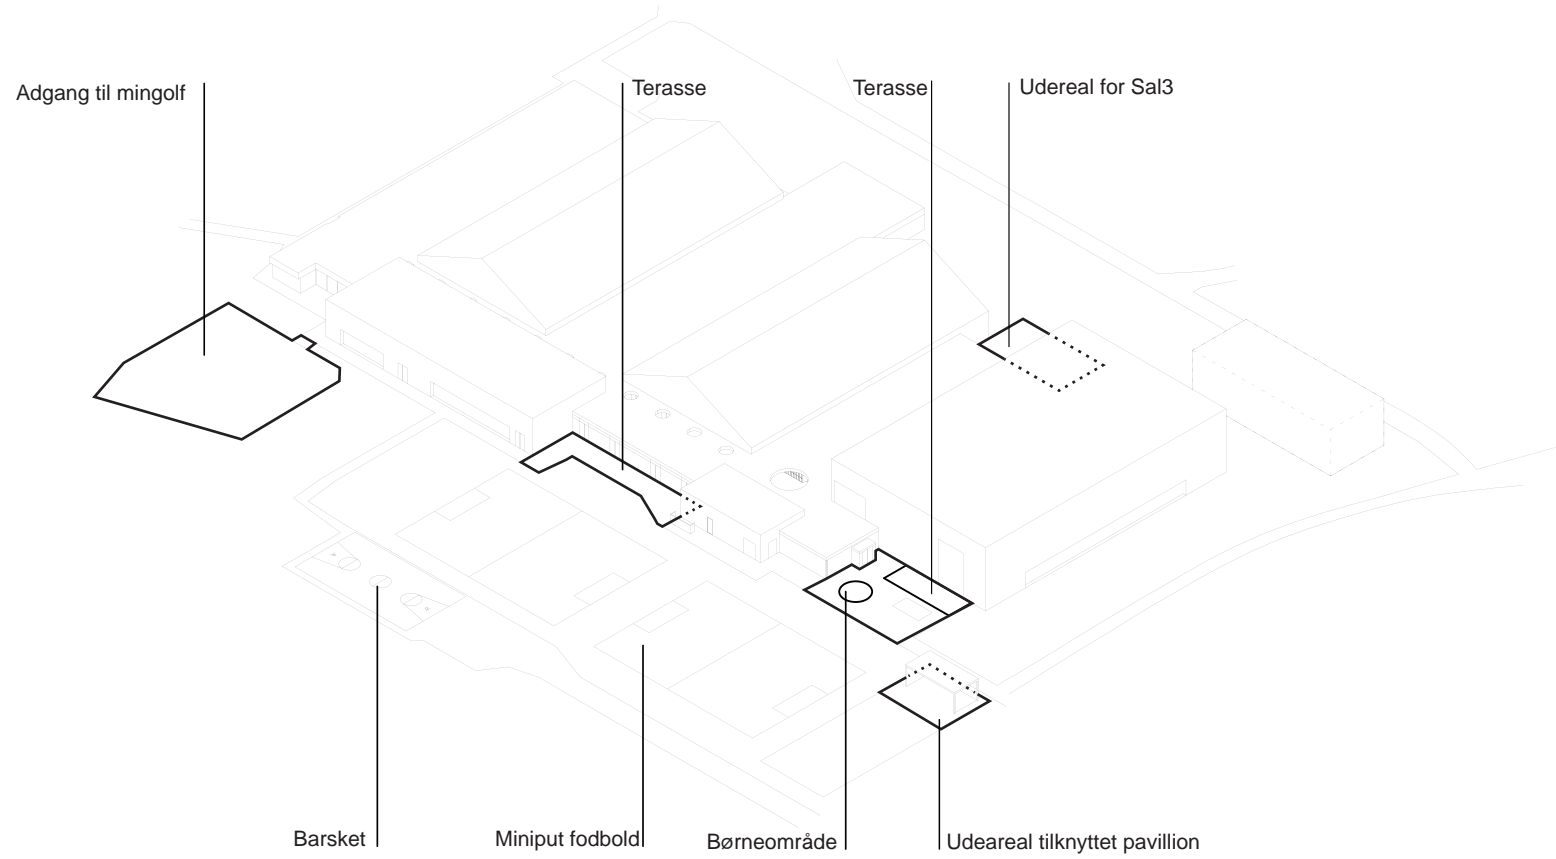 Adgang til mingolf
Terasse
Terasse
Udereal for Sal3
Barsket
Miniput fodbold
Børneområde
Udeareal tilknyttet pavillion